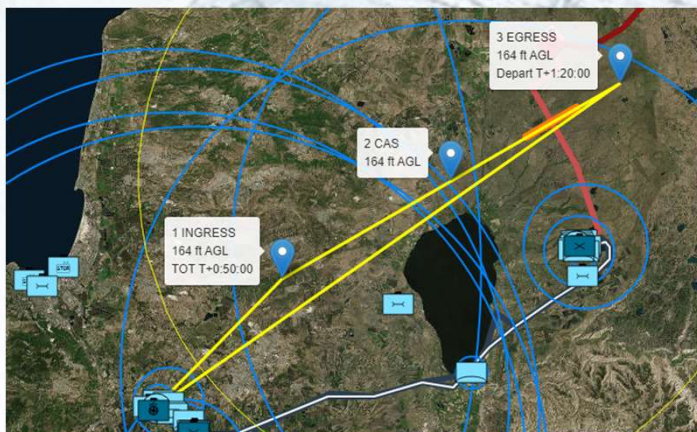 3 EGRESS
164 ft AGL
Depart T+1:20:00
2 CAS
164 ft AGL
1 INGRESS
164 ft AGL
TOT T+0:50:00